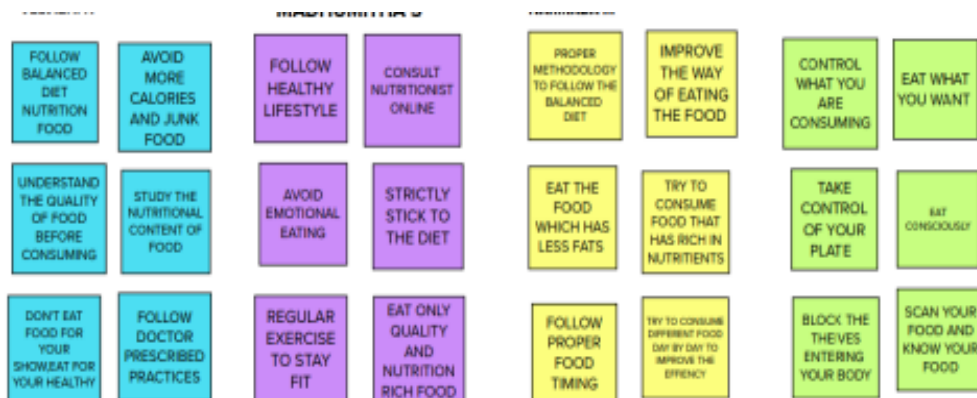 MADHUMITHA S
FOLLOW
BALANCED
DIET
NUTRITION
FOOD
AVOID
MORE
CALORIES
AND JUNK
FOOD
UNDERSTAND
THE QUALITY
OF FOOD
BEFORE
CONSUMING
STUDY THE
NUTRITIONAL
CONTENT OF
FOOD
DON'T EAT
FOOD FOR
YOUR
SHOW,EAT FOR
YOUR HEALTHY
FOLLOW
DOCTOR
PRESCRIBED
PRACTICES
FOLLOW
HEALTHY
LIFESTYLE
CONSULT
NUTRITIONIST
ONLINE
AVOID
EMOTIONAL
EATING
STRICTLY
STICK TO
THE DIET
REGULAR
EXERCISE
TO STAY
FIT
EAT ONLY
QUALITY
AND
NUTRITION
RICH FOOD
PROPER
METHODOLOGY
TO FOLLOW THE
BALANCED
DIET
IMPROVE
THE WAY
OF EATING
THE FOOD
EAT THE
FOOD
WHICH HAS
LESS FATS
TRY TO
CONSUME
FOOD THAT
HAS RICH IN
NUTRITIENTS
FOLLOW
PROPER
FOOD
TIMING
TRY TO CONSUME
DIFFERENT FOOD
DAY BY DAY TO
IMPROVE THE
EFFIENCY
CONTROL
WHAT YOU
ARE
CONSUMING
EAT WHAT
YOU WANT
TAKE
CONTROL
OF YOUR
PLATE
EAT
CONSCIOUSLY
BLOCK THE
THEIVES
ENTERING
YOUR BODY
SCAN YOUR
FOOD AND
KNOW YOUR
FOOD